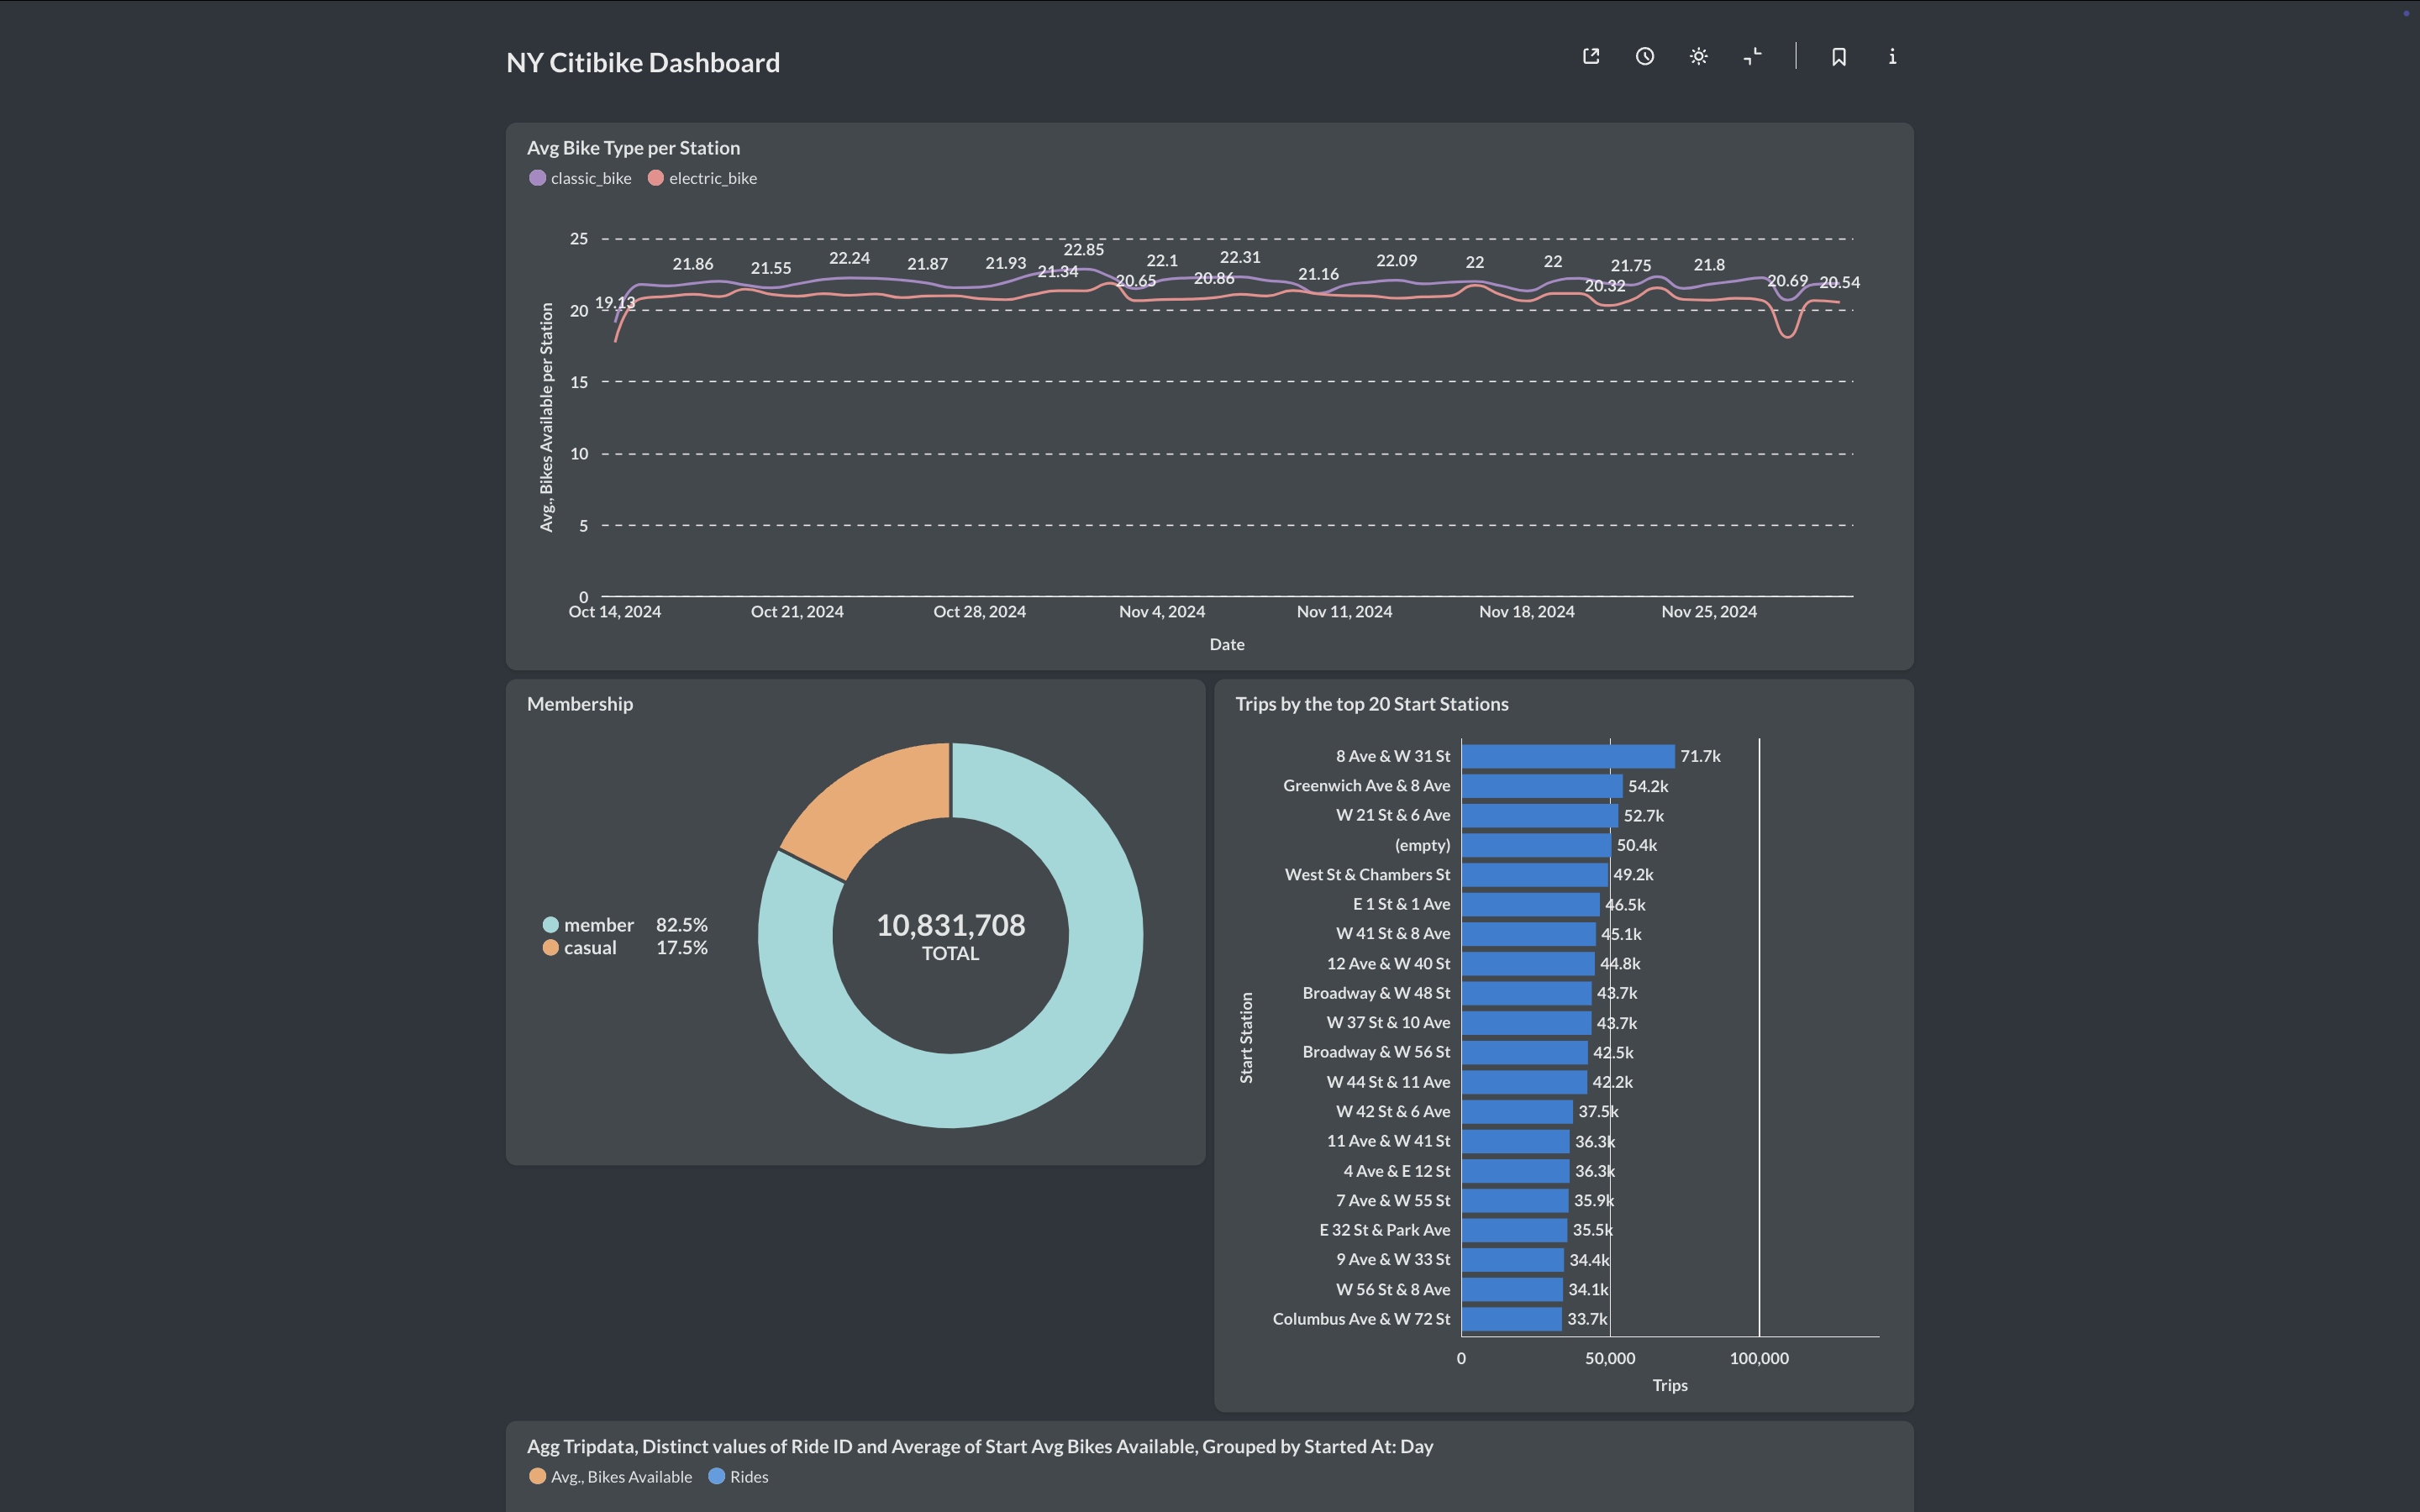 NY Citibike Dashboard
Avg Bike Type per Station
classic_bike electric_bike
25
20
15
10
5
0
Avg., Bikes Available per Station
19.13
21.86
21.55
22.24
21.87
21.93
21.34
22.85
20.65
22.1
20.86
22.31
21.16
22.09
22
22
20.32
21.75
21.8
20.69
20.54
Oct 14, 2024 Oct 21, 2024 Oct 28, 2024 Nov 4, 2024 Nov 11, 2024 Nov 18, 2024 Nov 25, 2024
Date
Membership
member 82.5%
casual 17.5%
10,831,708
TOTAL
Trips by the top 20 Start Stations
Start Station
8 Ave & W 31 St 71.7k
Greenwich Ave & 8 Ave 54.2k
W 21 St & 6 Ave 52.7k
(empty) 50.4k
West St & Chambers St 49.2k
E 1 St & 1 Ave 46.5k
W 41 St & 8 Ave 45.1k
12 Ave & W 40 St 44.8k
Broadway & W 48 St 43.7k
W 37 St & 10 Ave 43.7k
Broadway & W 56 St 42.5k
W 44 St & 11 Ave 42.2k
W 42 St & 6 Ave 37.5k
11 Ave & W 41 St 36.3k
4 Ave & E 12 St 36.3k
7 Ave & W 55 St 35.9k
E 32 St & Park Ave 35.5k
9 Ave & W 33 St 34.4k
W 56 St & 8 Ave 34.1k
Columbus Ave & W 72 St 33.7k
0 50,000 100,000
Trips
Agg Tripdata, Distinct values of Ride ID and Average of Start Avg Bikes Available, Grouped by Started At: Day
Avg., Bikes Available Rides